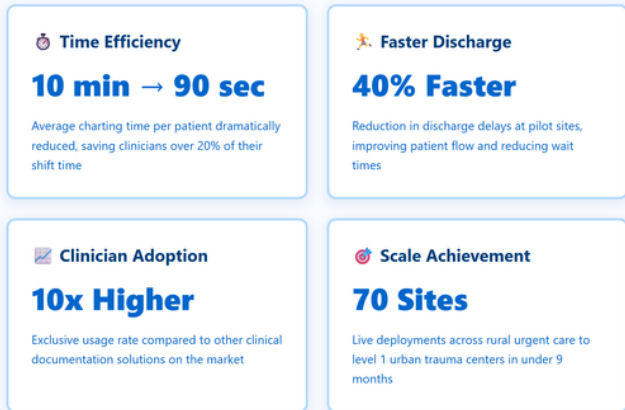 Time Efficiency
10 min → 90 sec
Average charting time per patient dramatically
reduced, saving clinicians over 20% of their
shift time
Faster Discharge
40% Faster
Reduction in discharge delays at pilot sites,
improving patient flow and reducing wait
times
Clinician Adoption
10x Higher
Exclusive usage rate compared to other clinical
documentation solutions on the market
Scale Achievement
70 Sites
Live deployments across rural urgent care to
level 1 urban trauma centers in under 9
months